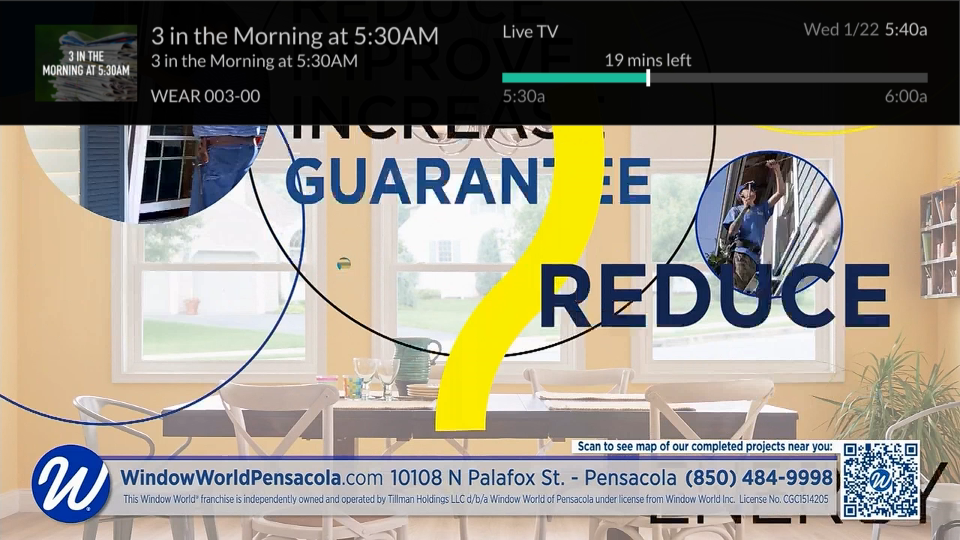 REDUCE
3 IN THE
MORNING AT 5:30AM
3 in the Morning at 5:30AM
3 in the Morning at 5:30AM
WEAR 003-00
Live TV
Wed 1/22 5:40a
19 mins left
5:30a
6:00a
IMPROVE
INCREASE
GUARANTEE
REDUCE
Scan to see map of our completed projects near you:
W
WindowWorldPensacola.com 10108 N Palafox St. - Pensacola (850) 484-9998
This Window World® franchise is independently owned and operated by Tillman Holdings LLC d/b/a Window World of Pensacola under license from Window World Inc. License No. CGC1514205
ENERGY